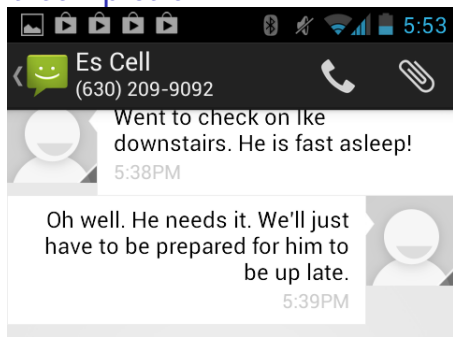 5:53
Es Cell
(630) 209-9092
Went to check on Ike
downstairs. He is fast asleep!
5:38PM
Oh well. He needs it. We'll just
have to be prepared for him to
be up late.
5:39PM